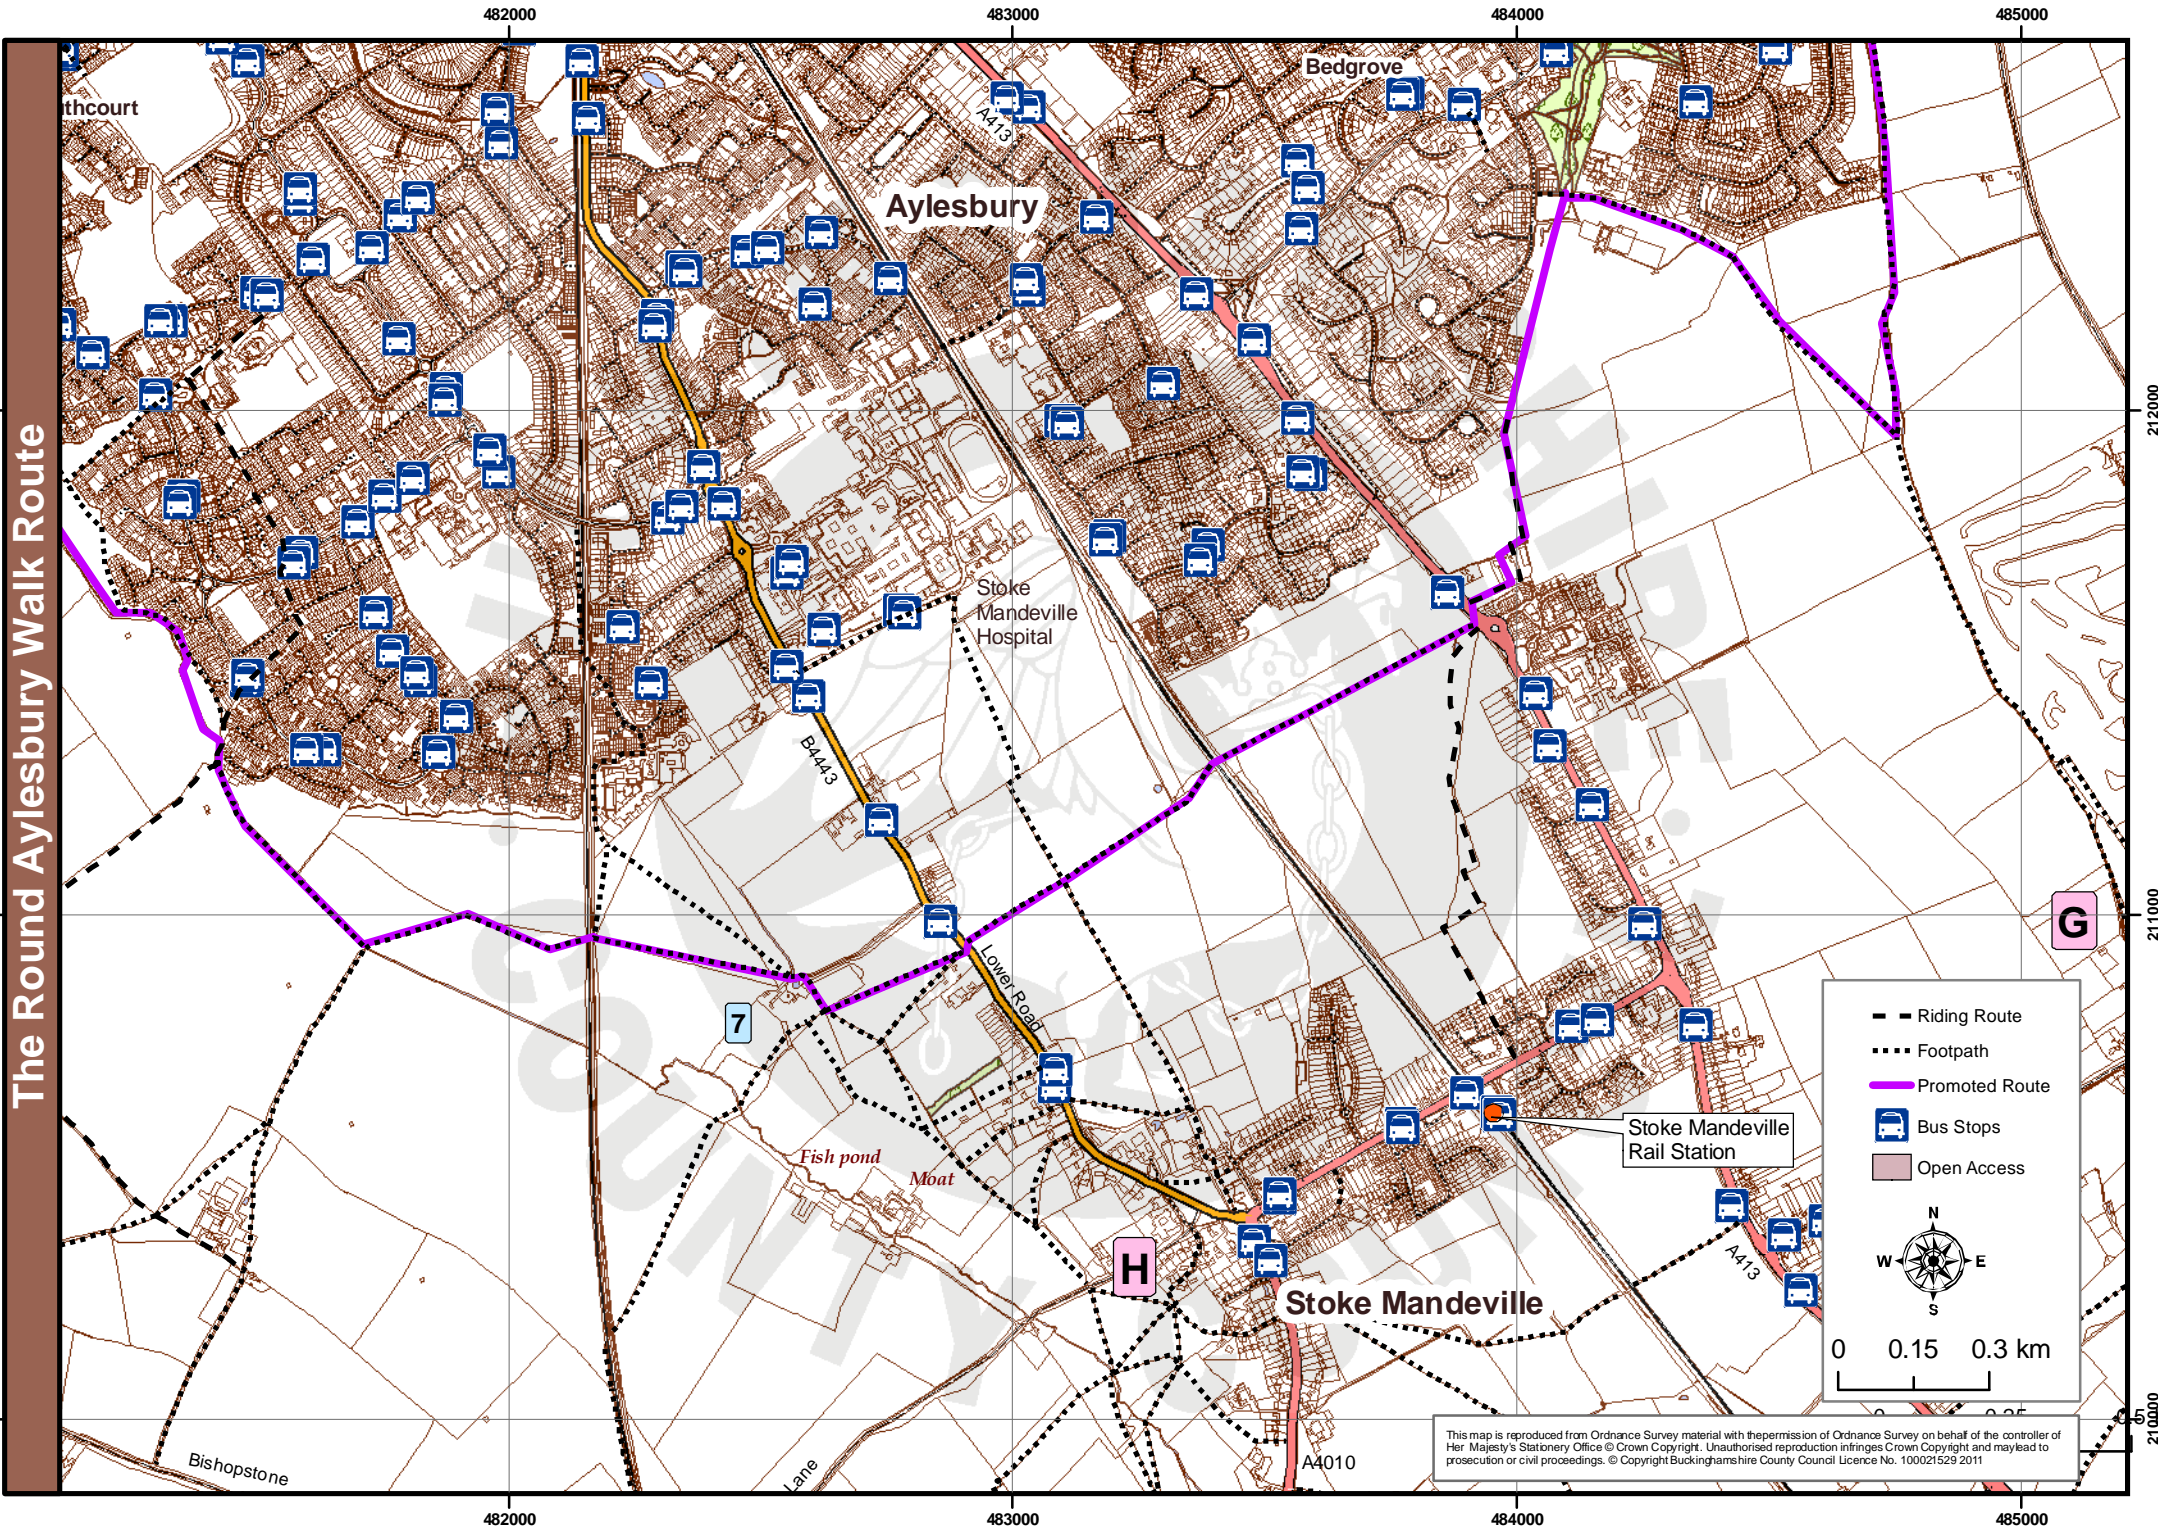 482000
483000
484000
485000
The Round Aylesbury Walk Route
uthcourt
Bedgrove
A413
Aylesbury
212000
Stoke
Mandeville
Hospital
B4443
Lower Road
211000
G
7
Fish pond
Moat
H
Stoke Mandeville
Stoke Mandeville
Rail Station
A413
Riding Route
Footpath
Promoted Route
Bus Stops
Open Access
N
W
E
S
0 0.15 0.3 km
210000
Bishopstone
Lane
A4010
This map is reproduced from Ordnance Survey material with the permission of Ordnance Survey on behalf of the controller of
Her Majesty's Stationery Office © Crown Copyright. Unauthorised reproduction infringes Crown Copyright and may lead to
prosecution or civil proceedings. © Copyright Buckinghamshire County Council Licence No. 100021529 2011
482000
483000
484000
485000